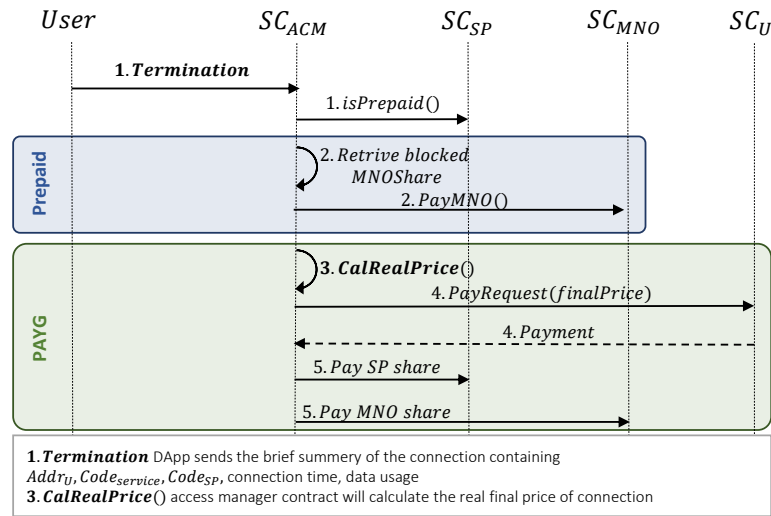 User SC_ACM SC_SP SC_MNO SC_U
1.Termination
1.isPrepaid()
Prepaid
2.Retrive blocked
MNOShare
2.PayMNO()
PAYG
3.CalRealPrice()
4.PayRequest(finalPrice)
4.Payment
5.Pay SP share
5.Pay MNO share
1.Termination DApp sends the brief summery of the connection containing
Addr_U, Code_service, Code_SP, connection time, data usage
3.CalRealPrice() access manager contract will calculate the real final price of connection